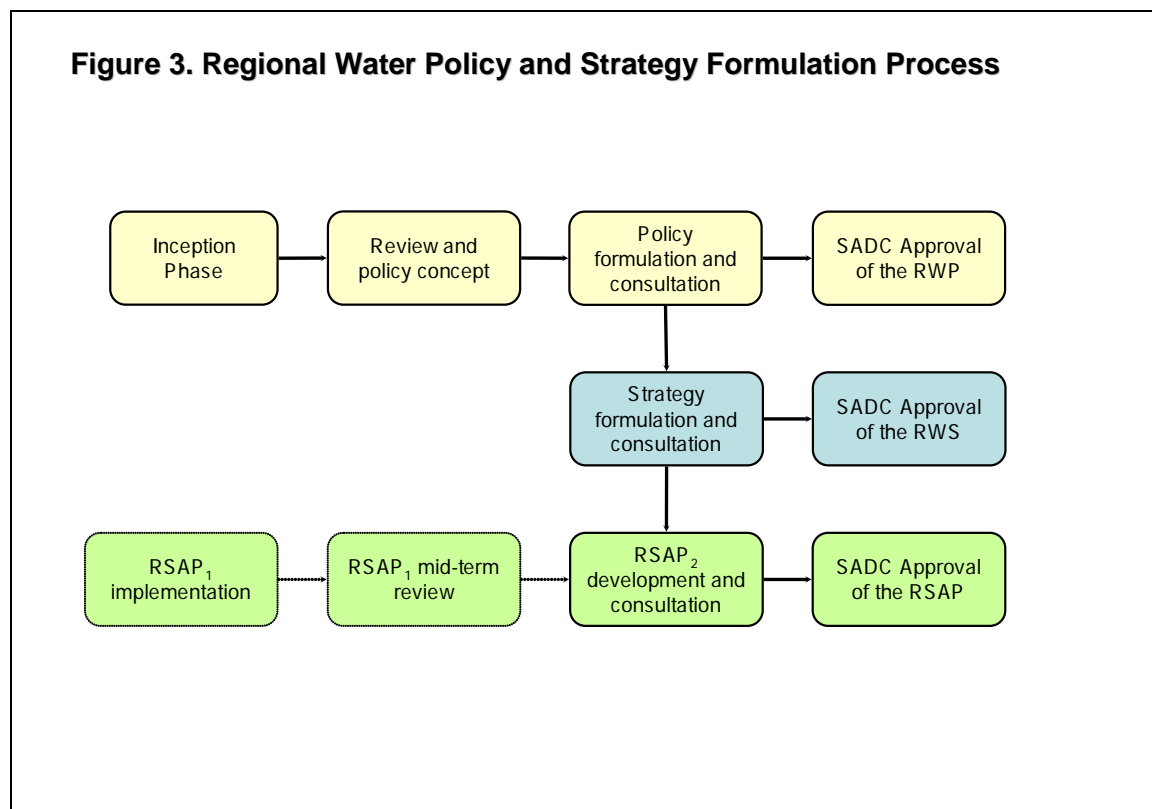 Figure 3. Regional Water Policy and Strategy Formulation Process
Inception
Phase
Review and
policy concept
Policy
formulation and
consultation
SADC Approval
of the RWP
Strategy
formulation and
consultation
SADC Approval
of the RWS
RSAP₁
implementation
RSAP₁ mid-term
review
RSAP₂
development and
consultation
SADC Approval
of the RSAP